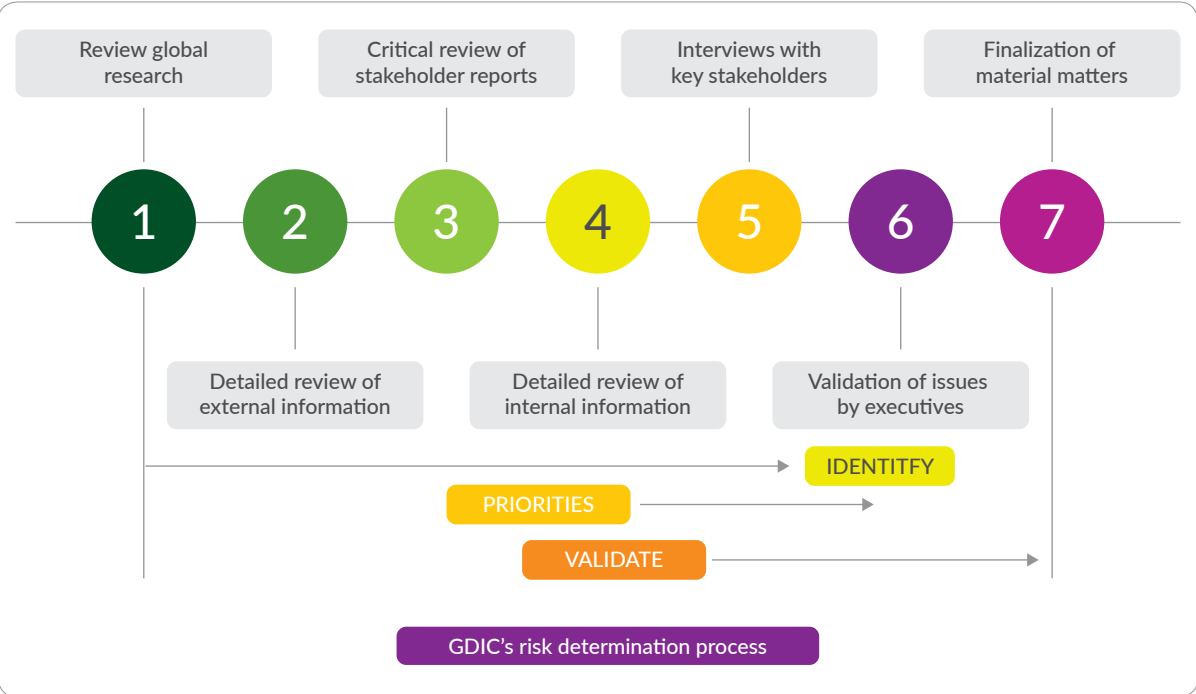 Review global
research
Critical review of
stakeholder reports
Interviews with
key stakeholders
Finalization of
material matters
1
2
3
4
5
6
7
Detailed review of
external information
Detailed review of
internal information
Validation of issues
by executives
IDENTITFY
PRIORITIES
VALIDATE
GDIC's risk determination process